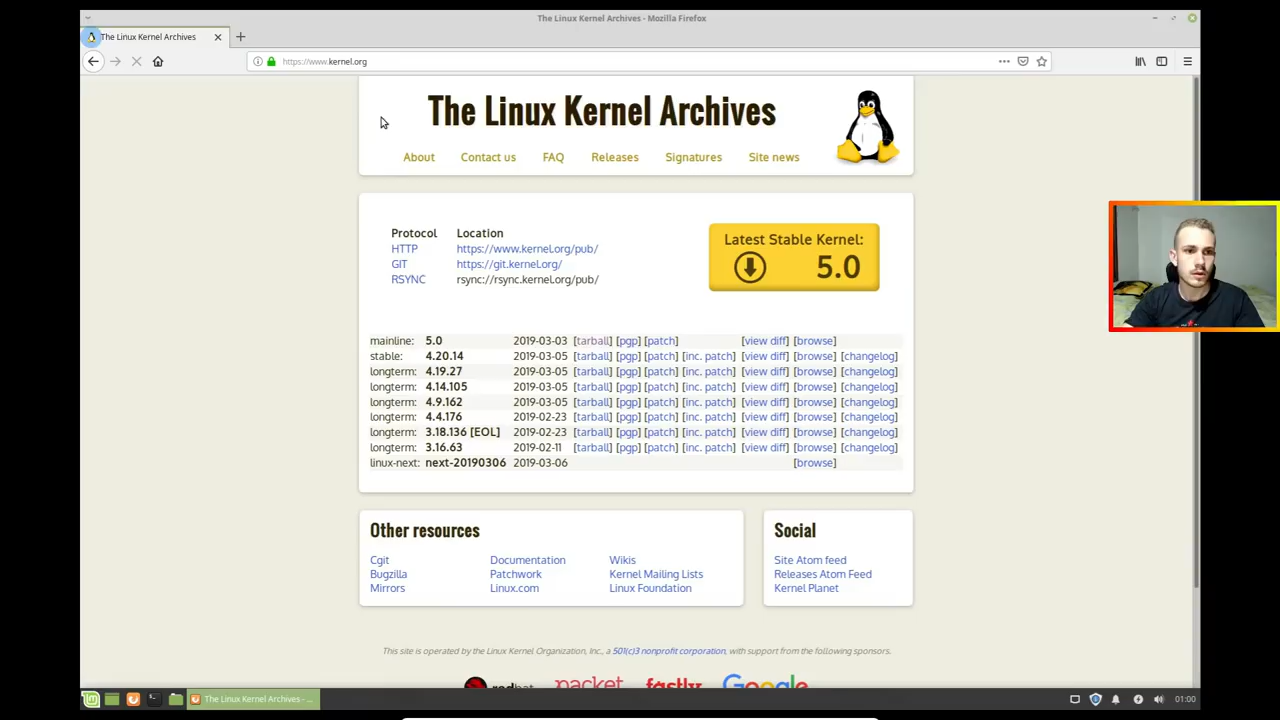 The Linux Kernel Archives - Mozilla Firefox
The Linux Kernel Archives
https://www.kernel.org
The Linux Kernel Archives
About Contact us FAQ Releases Signatures Site news
Protocol Location
HTTP https://www.kernel.org/pub/
GIT https://git.kernel.org/
RSYNC rsync://rsync.kernel.org/pub/
Latest Stable Kernel:
5.0
mainline: 5.0 2019-03-03 [tarball] [pgp] [patch] [view diff] [browse]
stable: 4.20.14 2019-03-05 [tarball] [pgp] [patch] [inc. patch] [view diff] [browse] [changelog]
longterm: 4.19.27 2019-03-05 [tarball] [pgp] [patch] [inc. patch] [view diff] [browse] [changelog]
longterm: 4.14.105 2019-03-05 [tarball] [pgp] [patch] [inc. patch] [view diff] [browse] [changelog]
longterm: 4.9.162 2019-03-05 [tarball] [pgp] [patch] [inc. patch] [view diff] [browse] [changelog]
longterm: 4.4.176 2019-02-23 [tarball] [pgp] [patch] [inc. patch] [view diff] [browse] [changelog]
longterm: 3.18.136 [EOL] 2019-02-23 [tarball] [pgp] [patch] [inc. patch] [view diff] [browse] [changelog]
longterm: 3.16.63 2019-02-11 [tarball] [pgp] [patch] [inc. patch] [view diff] [browse] [changelog]
linux-next: next-20190306 2019-03-06 [browse]
Other resources
Cgit Documentation Wikis
Bugzilla Patchwork Kernel Mailing Lists
Mirrors Linux.com Linux Foundation
Social
Site Atom feed
Releases Atom Feed
Kernel Planet
This site is operated by the Linux Kernel Organization, Inc., a 501(c)3 nonprofit corporation, with support from the following sponsors.
redhat packet fastly Google
The Linux Kernel Archives - ...
01:00